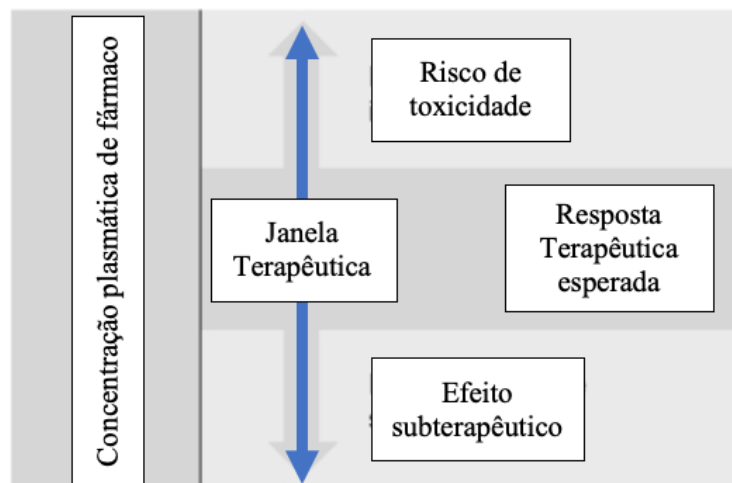 Concentração plasmática de fármaco
Risco de
toxicidade
Janela
Terapêutica
Resposta
Terapêutica
esperada
Efeito
subterapêutico